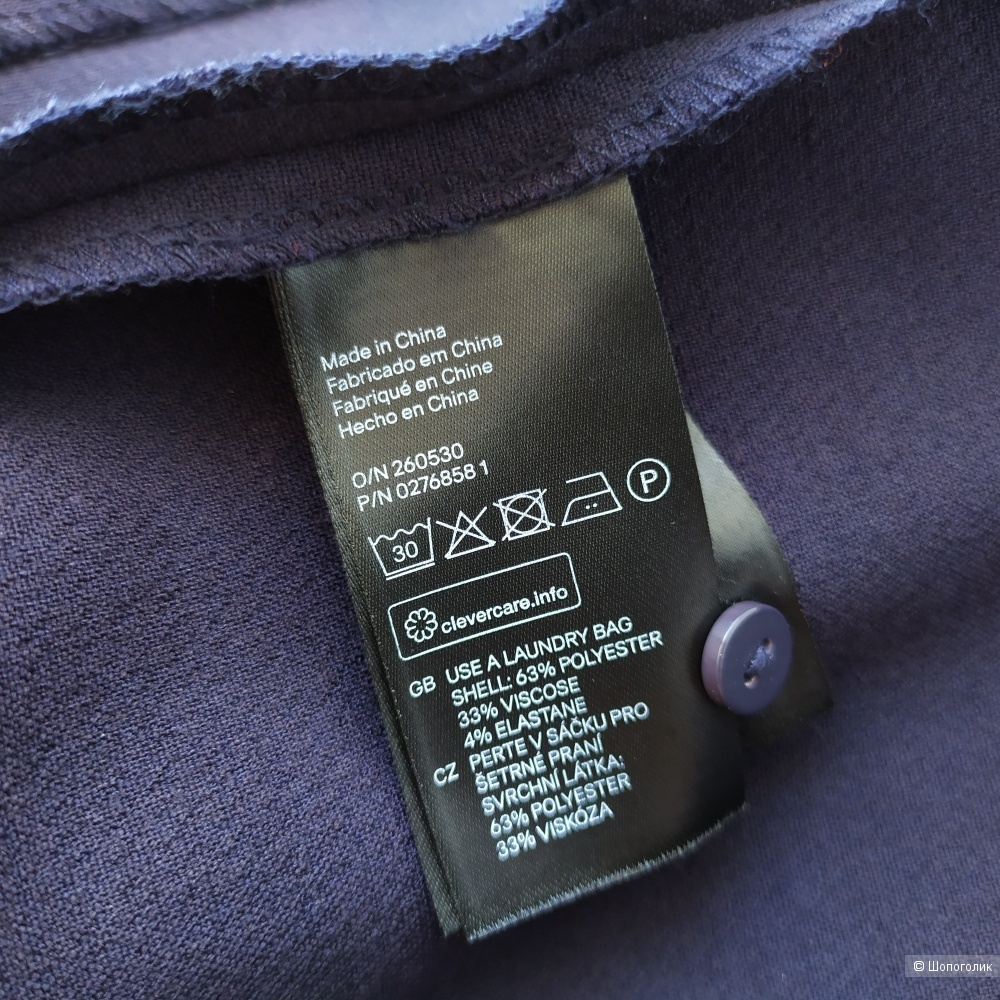 Made in China
Fabricado em China
Fabriqué en Chine
Hecho en China
O/N 260530
P/N 0276858 1
30
P
clevercare.info
GB USE A LAUNDRY BAG
SHELL: 63% POLYESTER
33% VISCOSE
4% ELASTANE
CZ PERTE V SÁČKU PRO
ŠETRNÉ PRANÍ
SVRCHNÍ LÁTKA:
63% POLYESTER
33% VISKÓZA
© Шопоголик